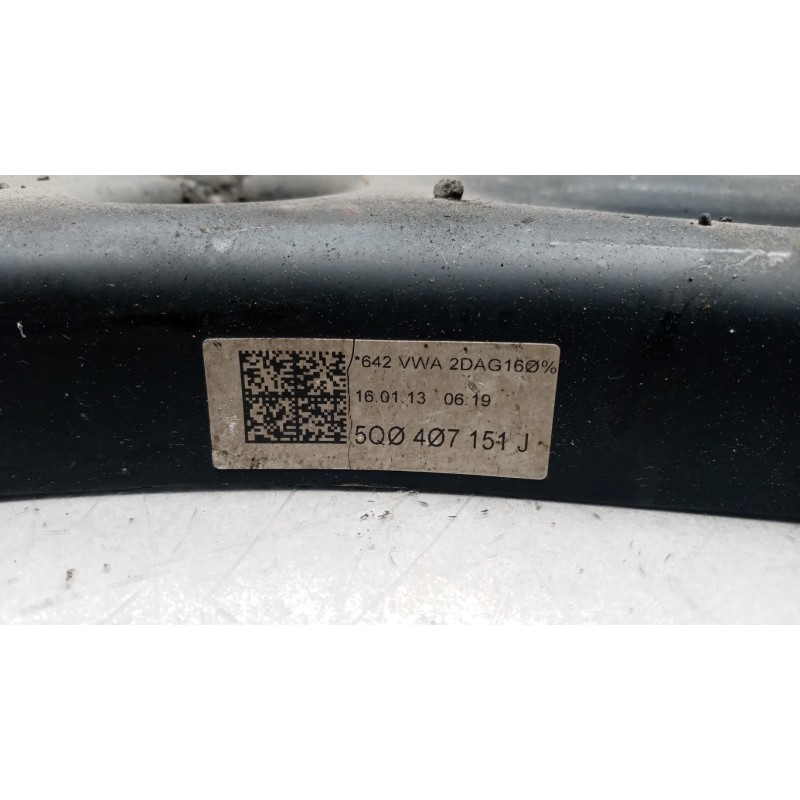 *642 VWA 2DAG16Ø%
16.01.13 06:19
5QØ 4Ø7 151 J